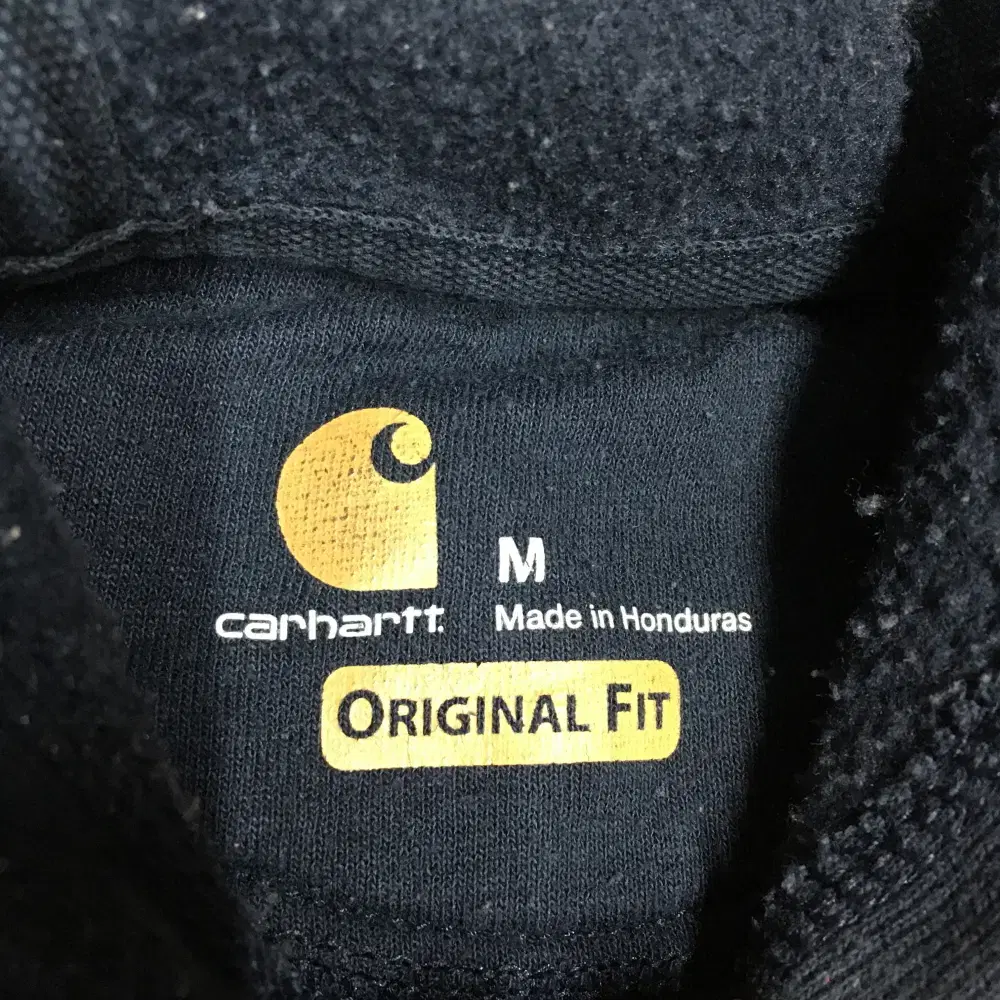 M
carhartt. Made in Honduras
ORIGINAL FIT